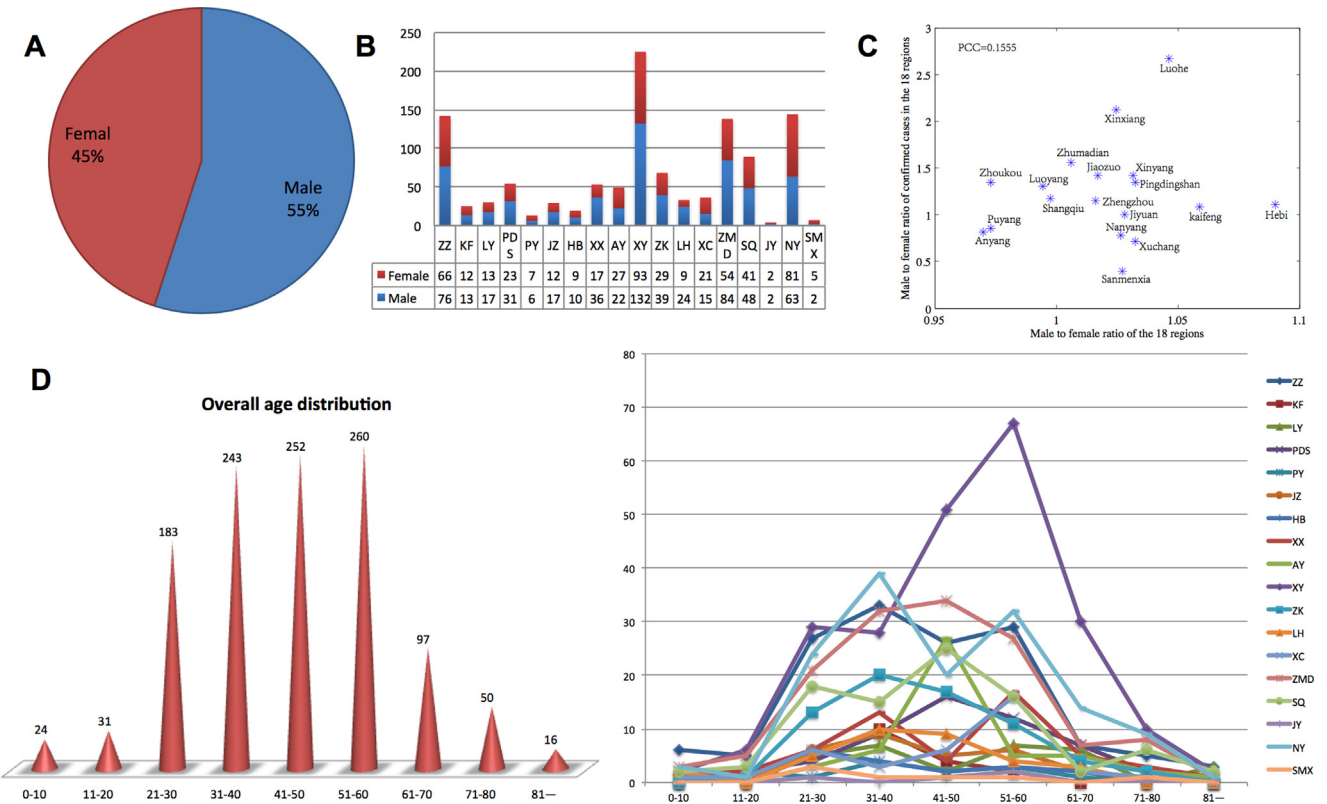 A
Femal
45%
Male
55%
B
250
200
150
100
50
0
ZZ KF LY PD S PY JZ HB XX AY XY ZK LH XC ZM D SQ JY NY SM X
Female 66 12 13 23 7 12 9 17 27 93 29 9 21 54 41 2 81 5
Male 76 13 17 31 6 17 10 36 22 132 39 24 15 84 48 2 63 2
C
Male to female ratio of confirmed cases in the 18 regions
3
2.5
2
1.5
1
0.5
0
PCC=0.1555
Luohe
Xinxiang
Zhumadian
Jiaozuo
Xinyang
Zhoukou
Luoyang
Pingdingshan
Shangqiu
Zhengzhou
Jiyuan
kaifeng
Hebi
Puyang
Nanyang
Anyang
Xuchang
Sanmenxia
0.95 1 1.05 1.1
Male to female ratio of the 18 regions
D
Overall age distribution
24
31
183
243
252
260
97
50
16
0-10 11-20 21-30 31-40 41-50 51-60 61-70 71-80 81—
80
70
60
50
40
30
20
10
0
0-10 11-20 21-30 31-40 41-50 51-60 61-70 71-80 81—
ZZ
KF
LY
PDS
PY
JZ
HB
XX
AY
XY
ZK
LH
XC
ZMD
SQ
JY
NY
SMX